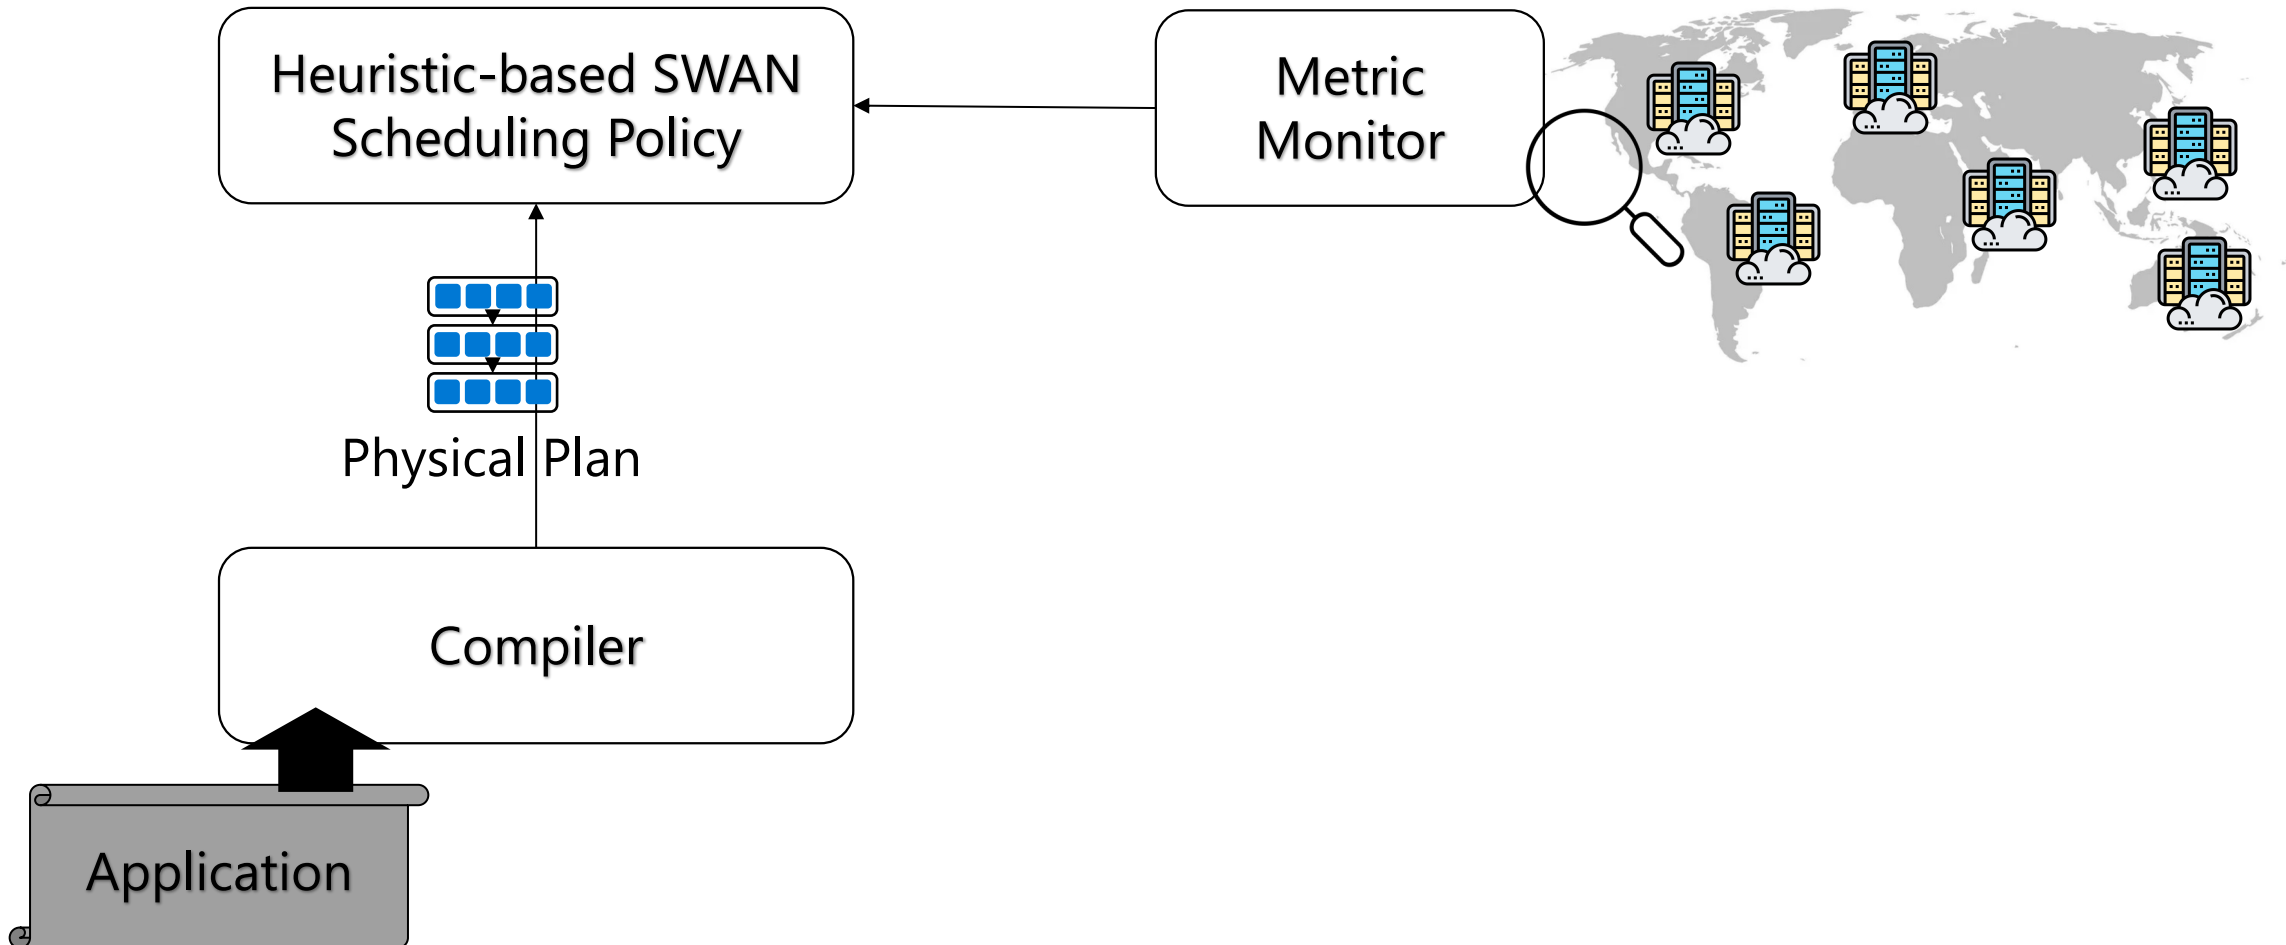 Heuristic-based SWAN
Scheduling Policy
Metric
Monitor
Physical Plan
Compiler
Application